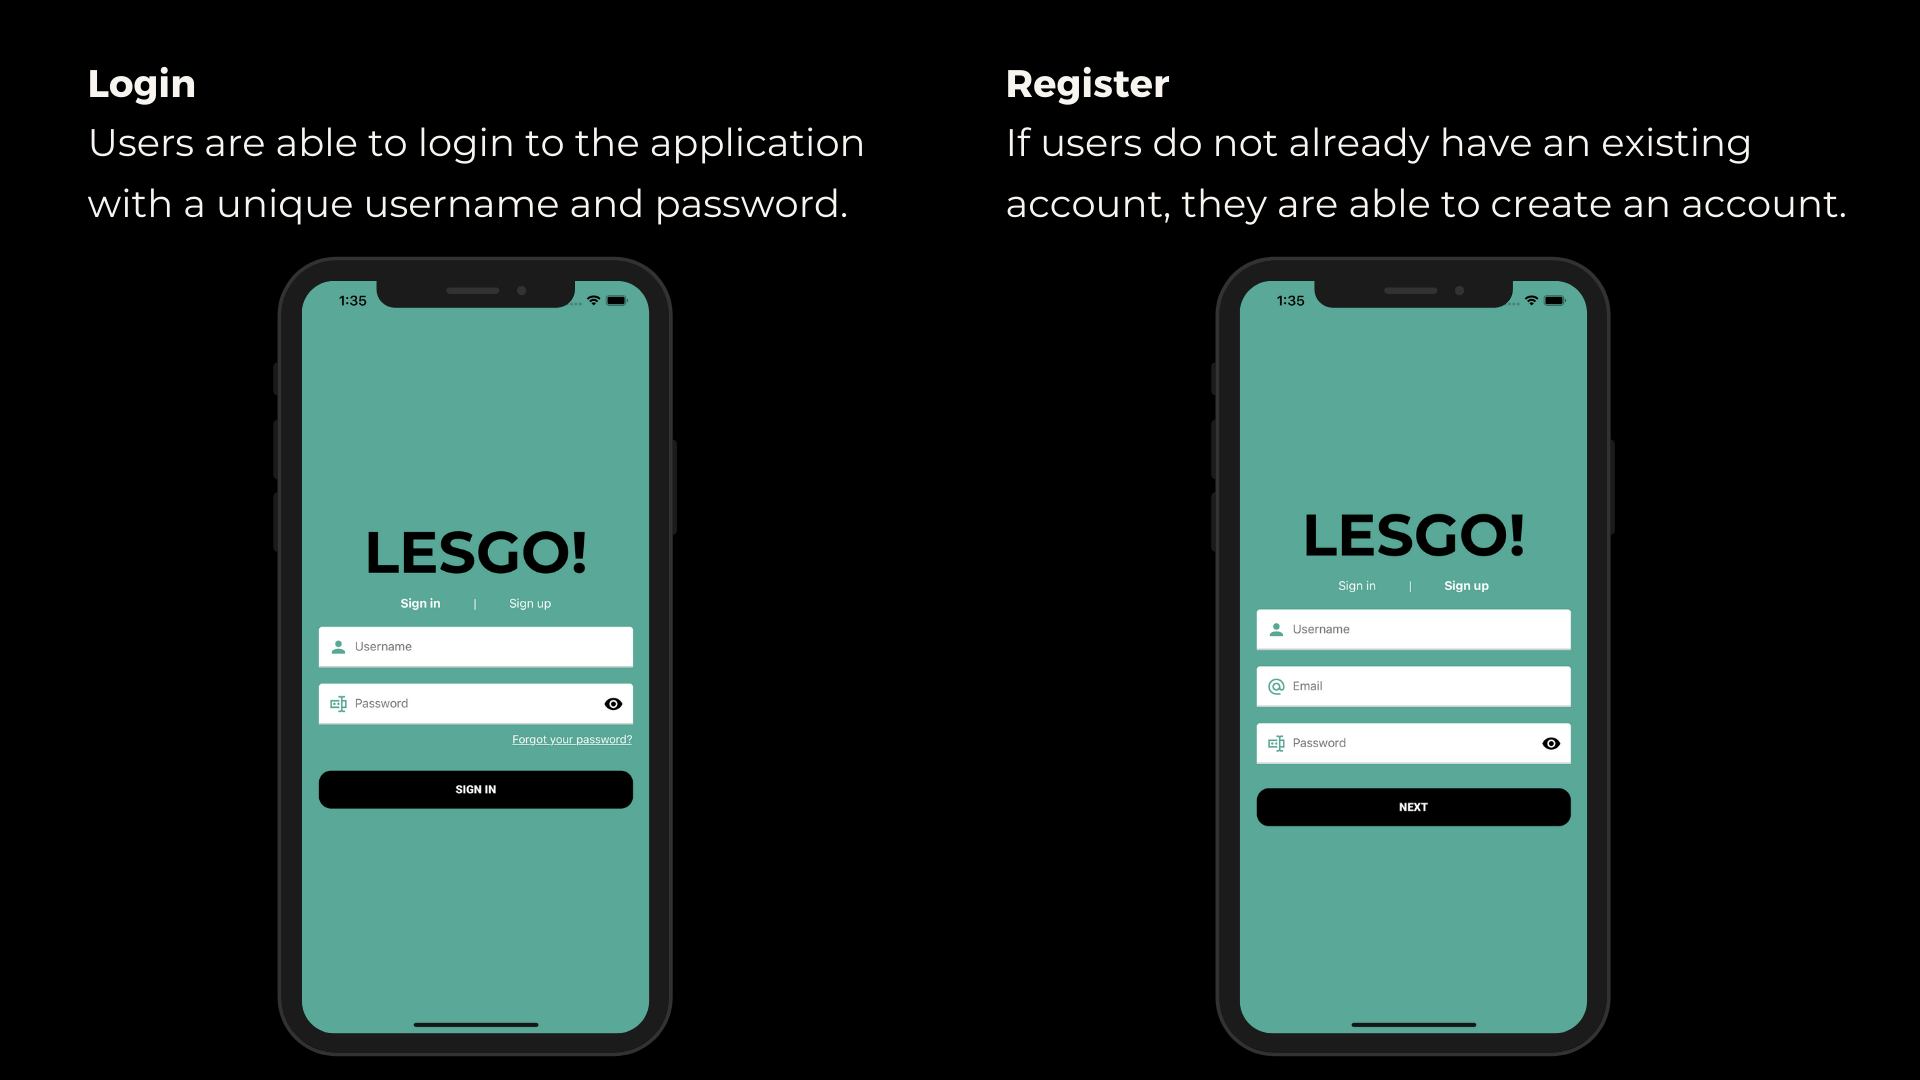 Login
Users are able to login to the application
with a unique username and password.
1:35
LESGO!
Sign in | Sign up
Username
Password
Forgot your password?
SIGN IN
Register
If users do not already have an existing
account, they are able to create an account.
1:35
LESGO!
Sign in | Sign up
Username
Email
Password
NEXT